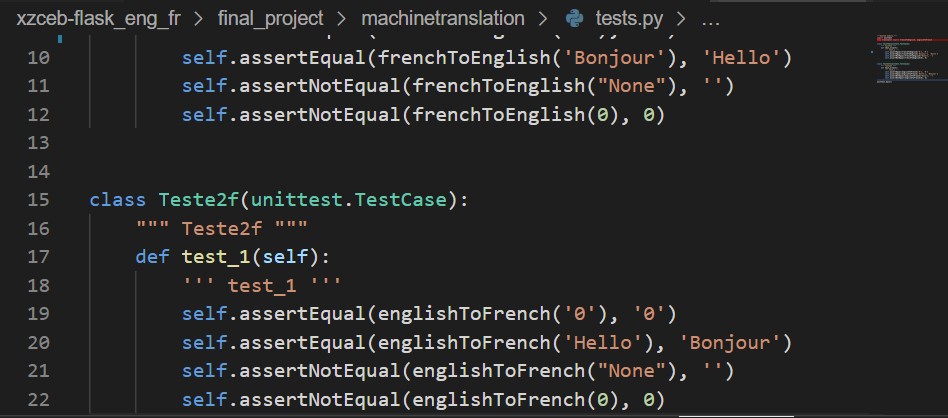 xzceb-flask_eng_fr > final_project > machinetranslation > tests.py > ...
10 self.assertEqual(frenchToEnglish('Bonjour'), 'Hello')
11 self.assertNotEqual(frenchToEnglish("None"), '')
12 self.assertNotEqual(frenchToEnglish(0), 0)
13
14
15 class Teste2f(unittest.TestCase):
16 """ Teste2f """
17 def test_1(self):
18 ''' test_1 '''
19 self.assertEqual(englishToFrench('0'), '0')
20 self.assertEqual(englishToFrench('Hello'), 'Bonjour')
21 self.assertNotEqual(englishToFrench("None"), '')
22 self.assertNotEqual(englishToFrench(0), 0)